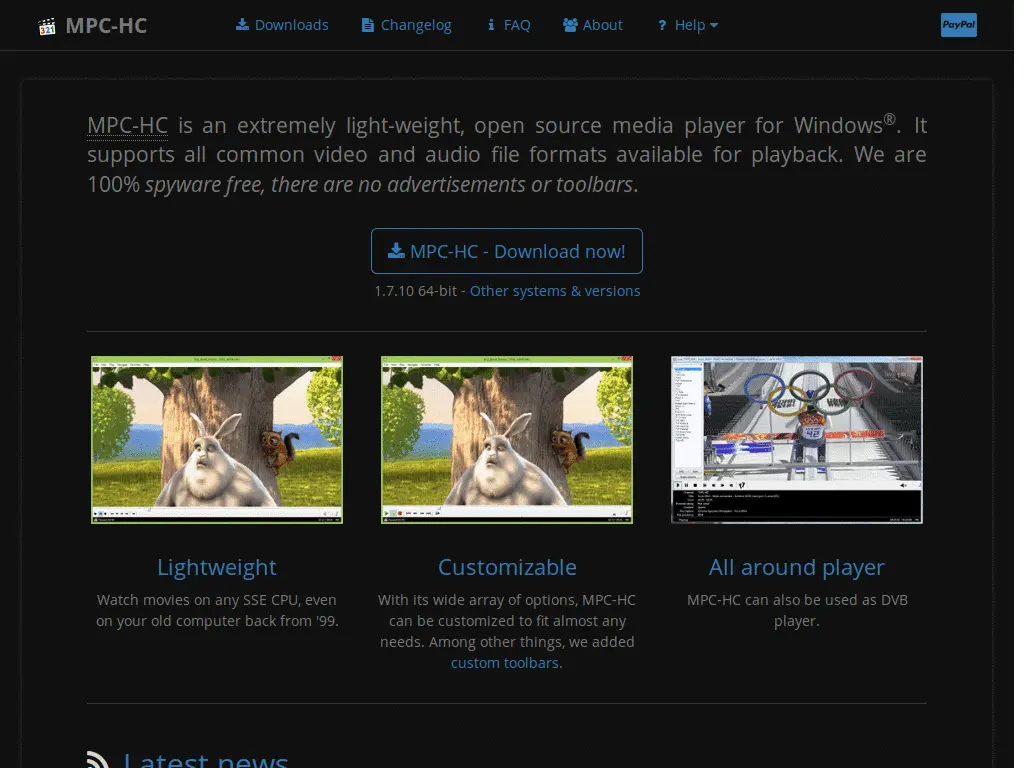 MPC-HC
Downloads
Changelog
FAQ
About
Help
PayPal
MPC-HC is an extremely light-weight, open source media player for Windows®. It
supports all common video and audio file formats available for playback. We are
100% spyware free, there are no advertisements or toolbars.
MPC-HC - Download now!
1.7.10 64-bit - Other systems & versions
42
Lightweight
Customizable
All around player
Watch movies on any SSE CPU, even
on your old computer back from '99.
With its wide array of options, MPC-HC
can be customized to fit almost any
needs. Among other things, we added
custom toolbars.
MPC-HC can also be used as DVB
player.
Latest news